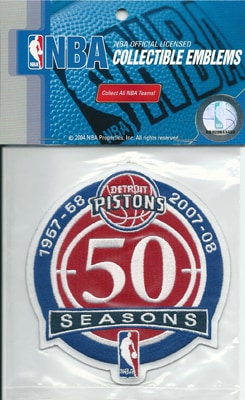 NBA
NBA OFFICIAL LICENSED
COLLECTIBLE EMBLEMS
Collect All NBA Teams!
© 2004 NBA Properties, Inc. All rights reserved.
DETROIT
PISTONS
1957-58
2007-08
50
SEASONS
NBA